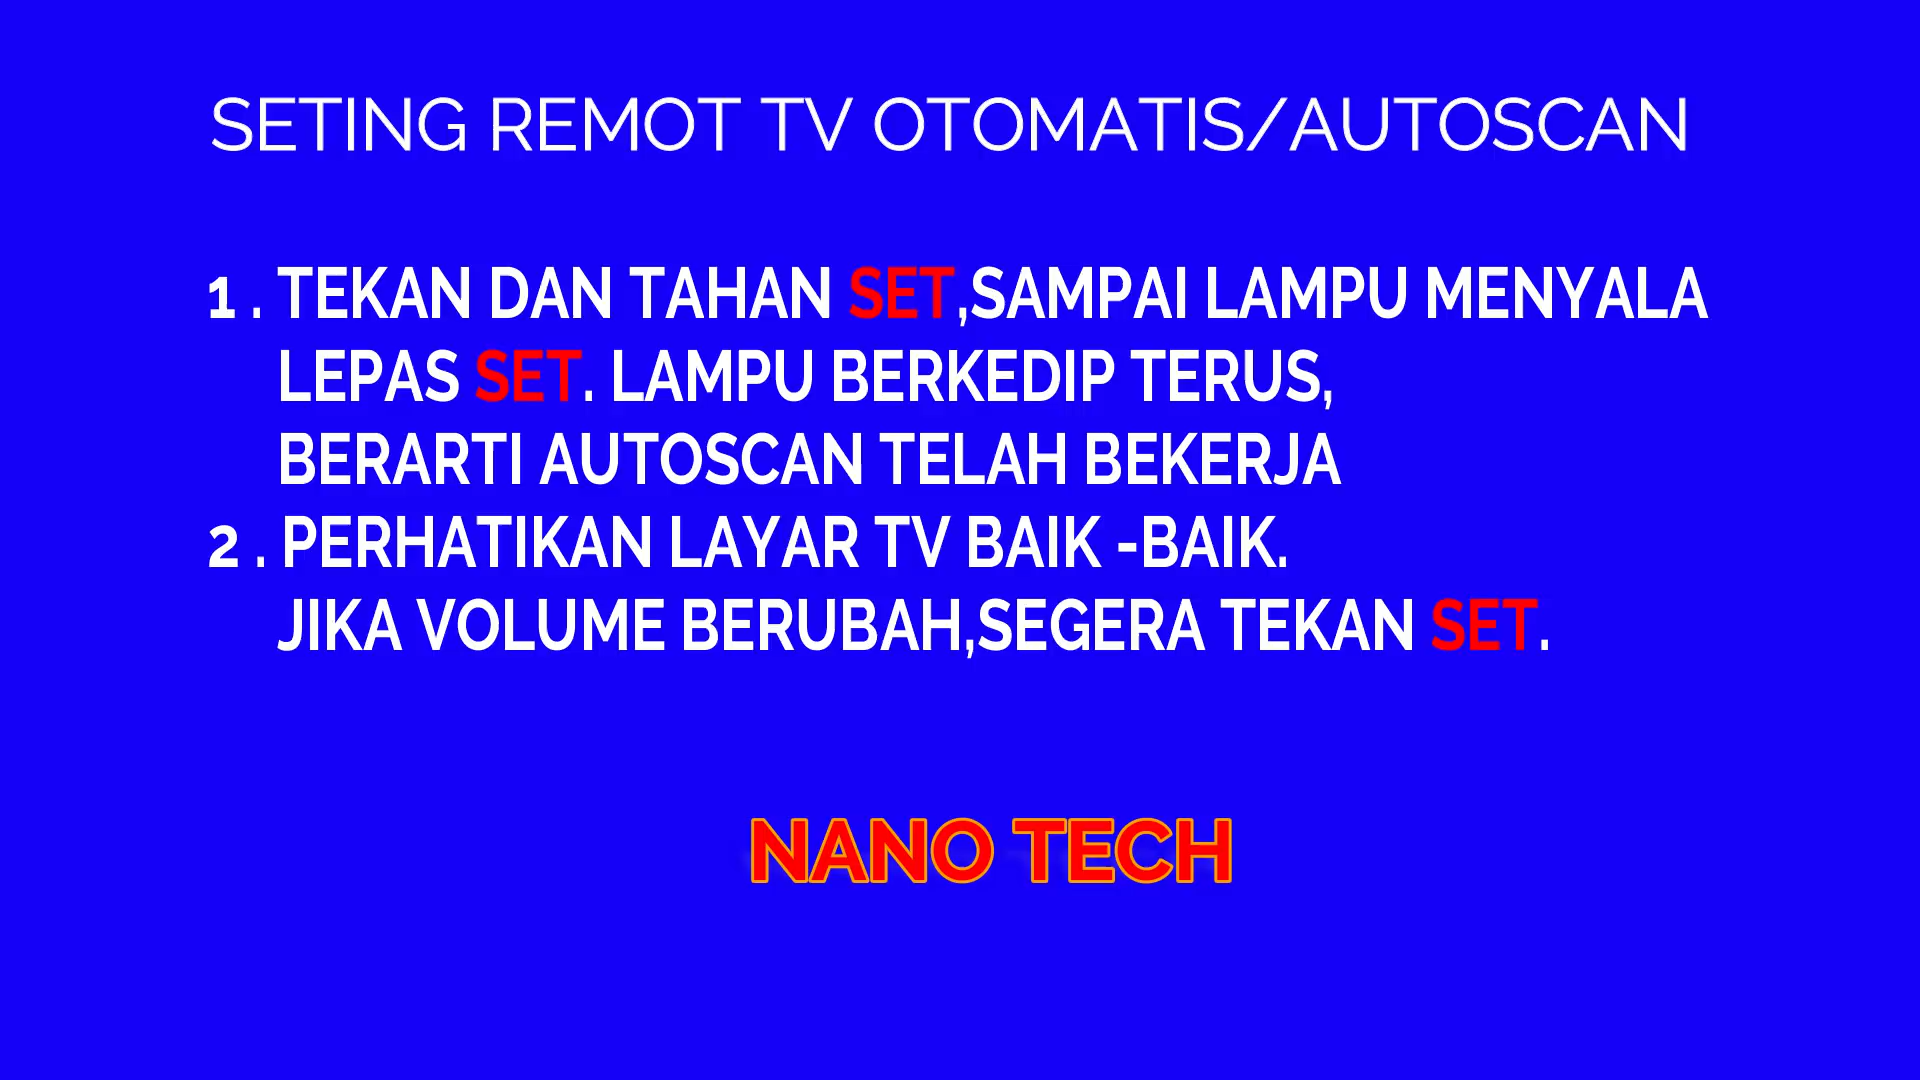 SETING REMOT TV OTOMATIS/AUTOSCAN
1 . TEKAN DAN TAHAN SET,SAMPAI LAMPU MENYALA
LEPAS SET. LAMPU BERKEDIP TERUS,
BERARTI AUTOSCAN TELAH BEKERJA
2 . PERHATIKAN LAYAR TV BAIK -BAIK.
JIKA VOLUME BERUBAH,SEGERA TEKAN SET.
NANO TECH